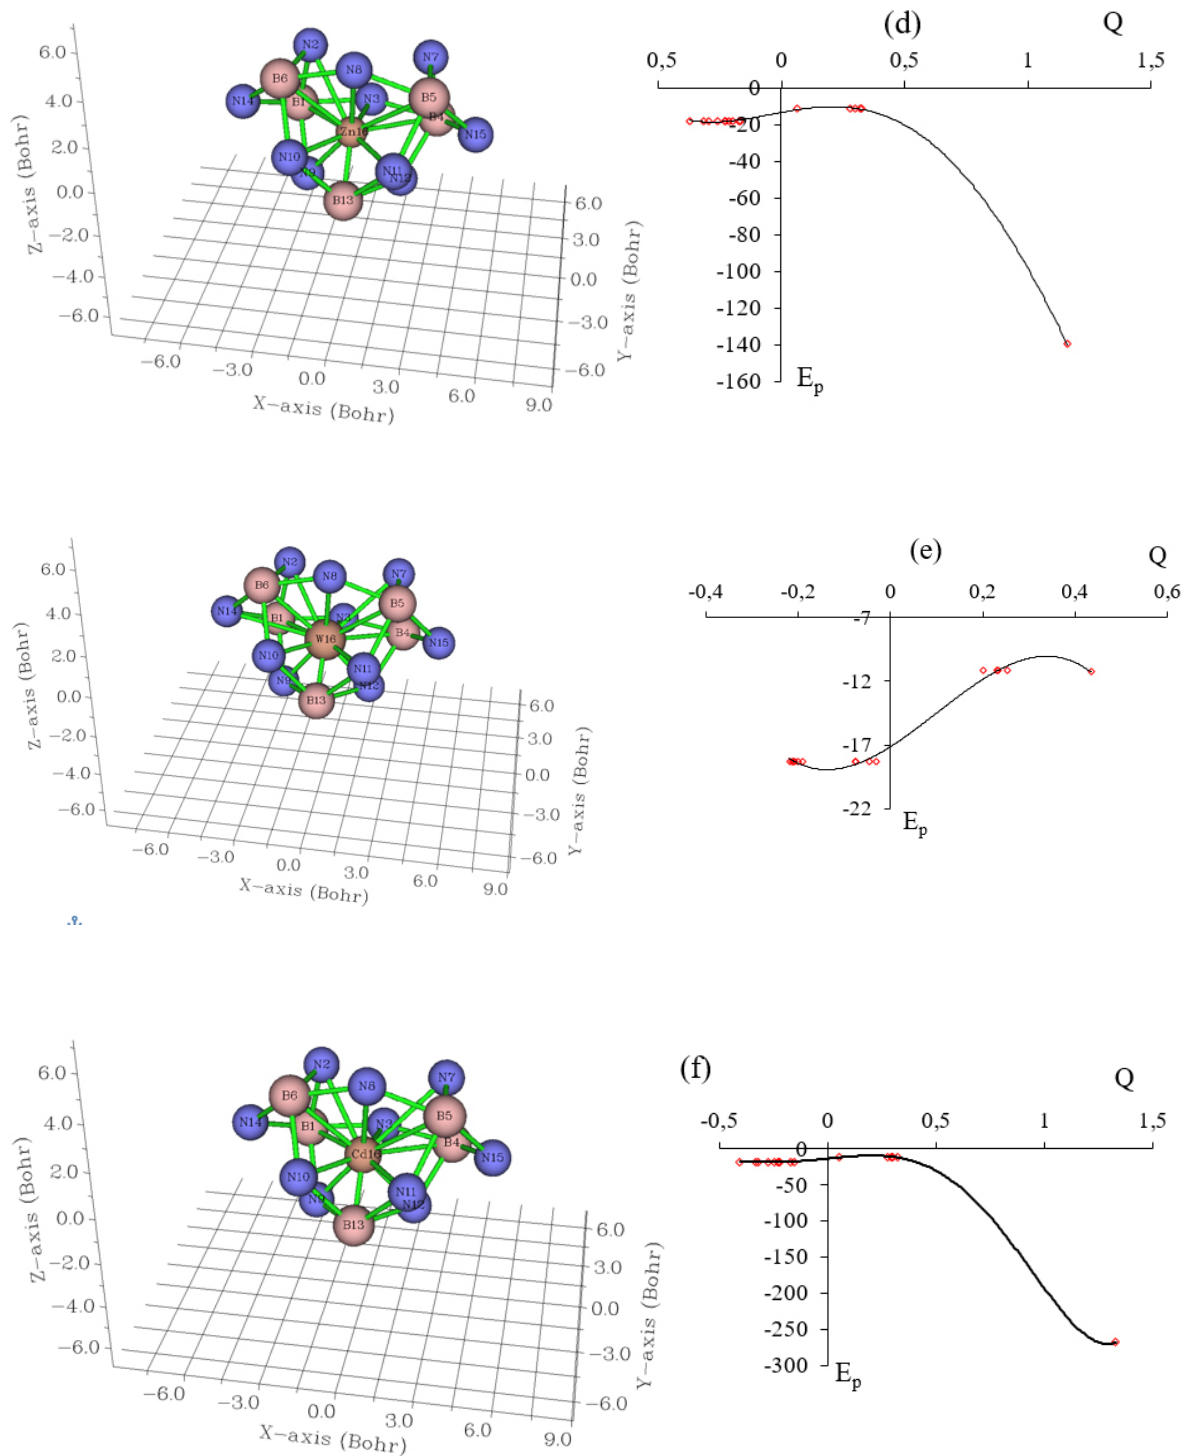 (d)
Q
0,5
0
0,5
1
1,5
0
-20
-40
-60
-80
-100
-120
-140
-160
E_p
6.0
4.0
2.0
0.0
−2.0
−4.0
−6.0
Z−axis (Bohr)
N2
N7
N8
B6
B5
N14
B1
N3
B4
Zn16
N15
N10
N9
N11
N12
B13
6.0
3.0
0.0
−3.0
−6.0
Y−axis (Bohr)
−6.0
−3.0
0.0
3.0
6.0
9.0
X−axis (Bohr)
(e)
Q
-0,4
-0,2
0
0,2
0,4
0,6
-7
-12
-17
-22
E_p
6.0
4.0
2.0
0.0
−2.0
−4.0
−6.0
Z−axis (Bohr)
N2
N8
N7
B6
B5
N14
B1
N3
B4
W16
N15
N10
N11
N9
N12
B13
6.0
3.0
0.0
−3.0
−6.0
Y−axis (Bohr)
−6.0
−3.0
0.0
3.0
6.0
9.0
X−axis (Bohr)
(f)
Q
-0,5
0
0,5
1
1,5
0
-50
-100
-150
-200
-250
-300
E_p
6.0
4.0
2.0
0.0
−2.0
−4.0
−6.0
Z−axis (Bohr)
N2
N7
N8
B6
B5
N14
B1
N3
B4
Cd16
N15
N10
N11
N9
N12
B13
6.0
3.0
0.0
−3.0
−6.0
Y−axis (Bohr)
−6.0
−3.0
0.0
3.0
6.0
9.0
X−axis (Bohr)